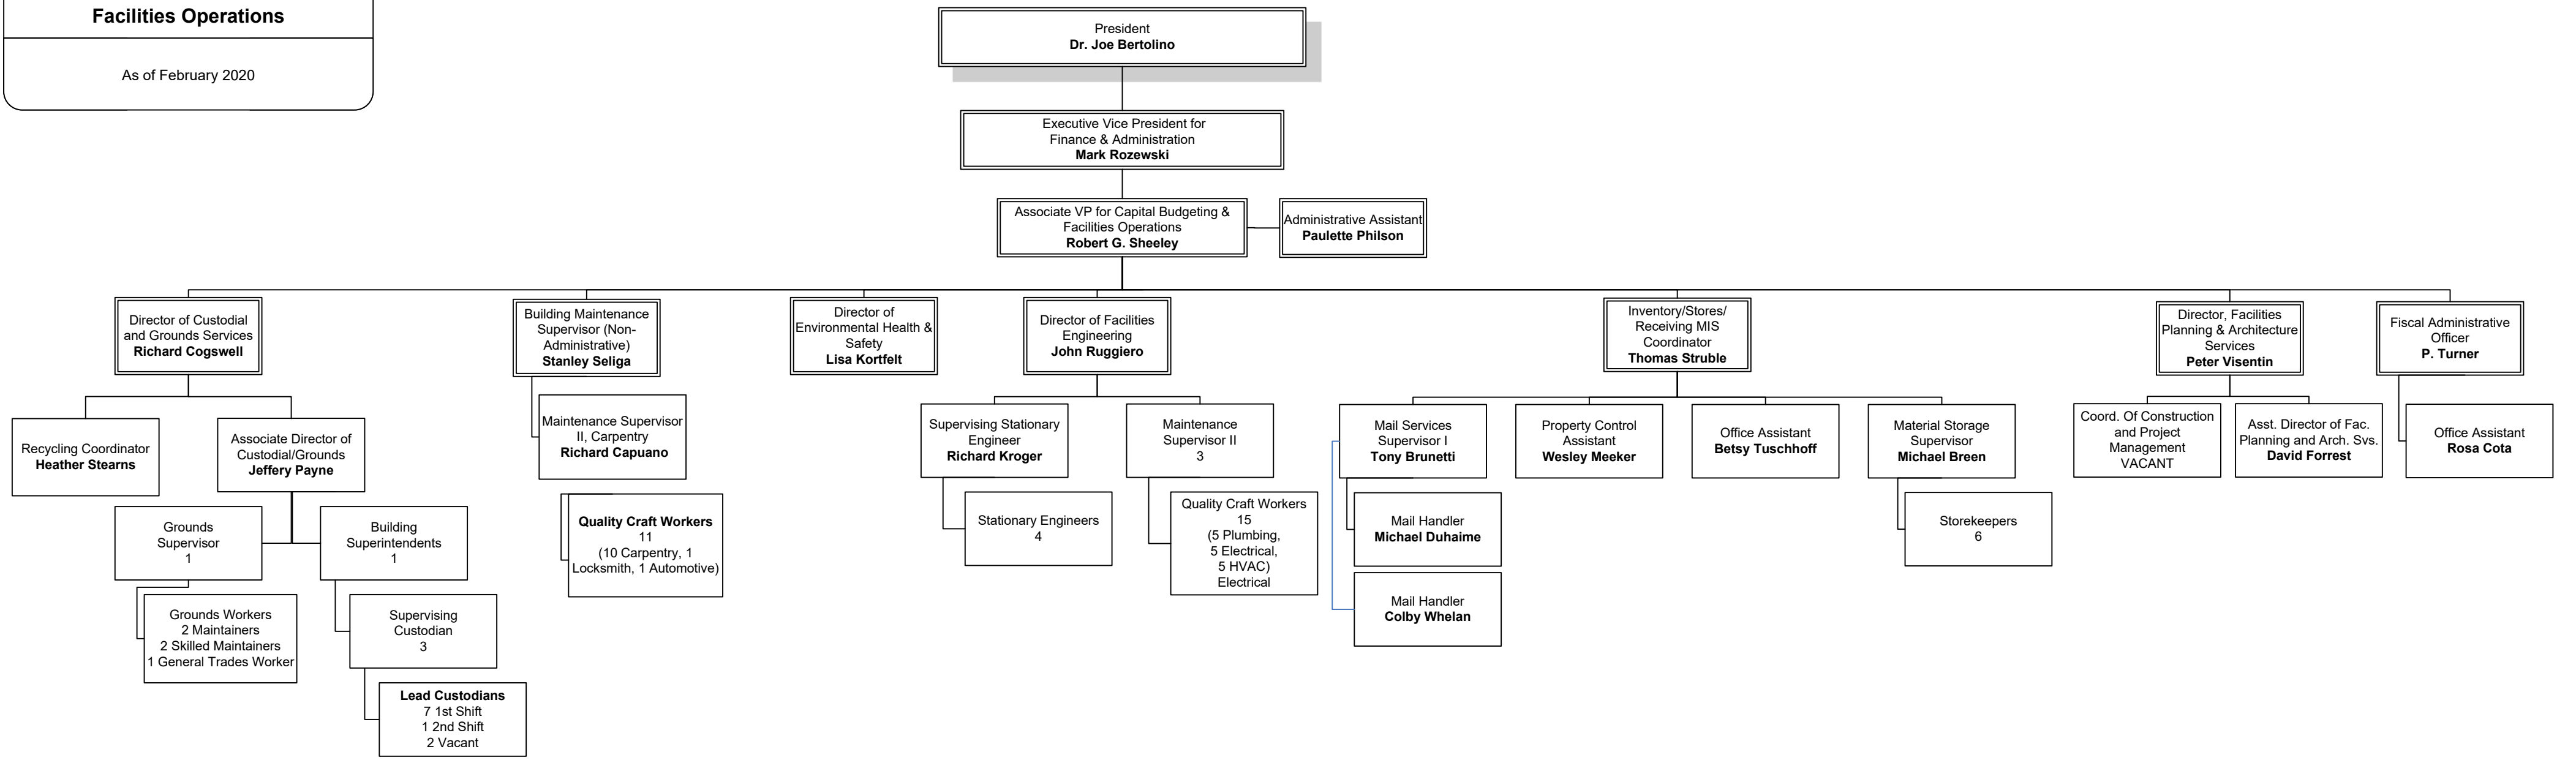 Facilities Operations
As of February 2020
President
Dr. Joe Bertolino
Executive Vice President for
Finance & Administration
Mark Rozewski
Associate VP for Capital Budgeting &
Facilities Operations
Robert G. Sheeley
Administrative Assistant
Paulette Philson
Director of Custodial
and Grounds Services
Richard Cogswell
Building Maintenance
Supervisor (Non-
Administrative)
Stanley Seliga
Director of
Environmental Health &
Safety
Lisa Kortfelt
Director of Facilities
Engineering
John Ruggiero
Inventory/Stores/
Receiving MIS
Coordinator
Thomas Struble
Director, Facilities
Planning & Architecture
Services
Peter Visentin
Fiscal Administrative
Officer
P. Turner
Recycling Coordinator
Heather Stearns
Associate Director of
Custodial/Grounds
Jeffery Payne
Maintenance Supervisor
II, Carpentry
Richard Capuano
Supervising Stationary
Engineer
Richard Kroger
Maintenance
Supervisor II
3
Mail Services
Supervisor I
Tony Brunetti
Property Control
Assistant
Wesley Meeker
Office Assistant
Betsy Tuschhoff
Material Storage
Supervisor
Michael Breen
Coord. Of Construction
and Project
Management
VACANT
Asst. Director of Fac.
Planning and Arch. Svs.
David Forrest
Office Assistant
Rosa Cota
Grounds
Supervisor
1
Building
Superintendents
1
Quality Craft Workers
11
(10 Carpentry, 1
Locksmith, 1 Automotive)
Stationary Engineers
4
Quality Craft Workers
15
(5 Plumbing,
5 Electrical,
5 HVAC)
Electrical
Mail Handler
Michael Duhaime
Storekeepers
6
Mail Handler
Colby Whelan
Grounds Workers
2 Maintainers
2 Skilled Maintainers
1 General Trades Worker
Supervising
Custodian
3
Lead Custodians
7 1st Shift
1 2nd Shift
2 Vacant